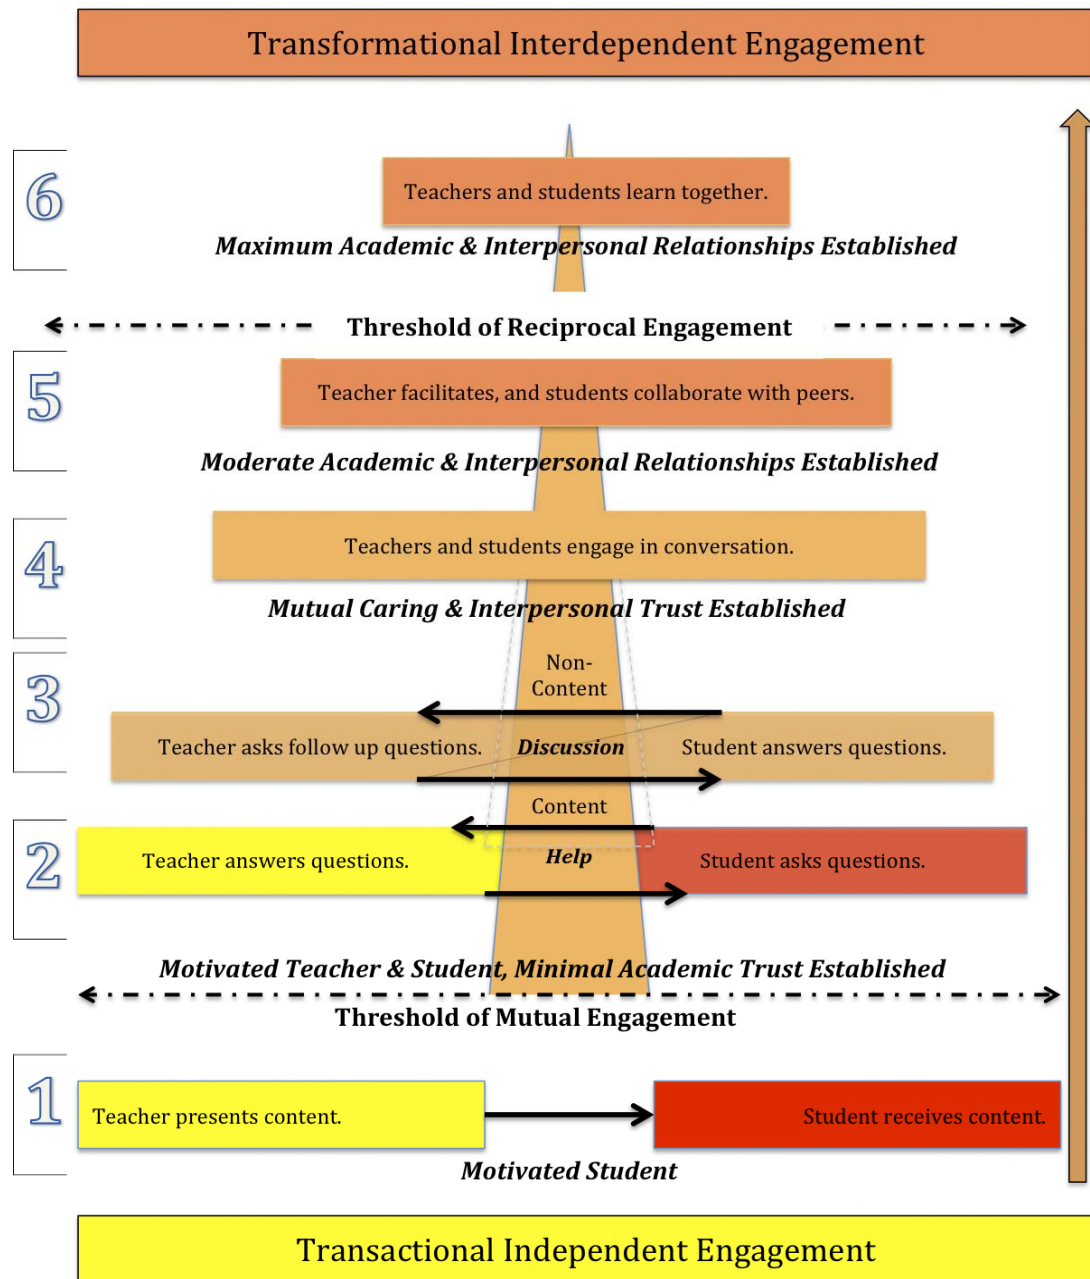 Transformational Interdependent Engagement
6
Teachers and students learn together.
Maximum Academic & Interpersonal Relationships Established
Threshold of Reciprocal Engagement
5
Teacher facilitates, and students collaborate with peers.
Moderate Academic & Interpersonal Relationships Established
4
Teachers and students engage in conversation.
Mutual Caring & Interpersonal Trust Established
3
Non-
Content
Teacher asks follow up questions. Discussion Student answers questions.
Content
2
Teacher answers questions. Help Student asks questions.
Motivated Teacher & Student, Minimal Academic Trust Established
Threshold of Mutual Engagement
1
Teacher presents content. Student receives content.
Motivated Student
Transactional Independent Engagement